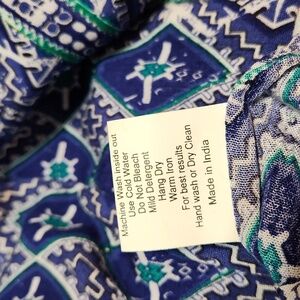 Machine Wash inside out
Use Cold Water
Do Not Bleach
Mild Detergent
Hang Dry
Warm Iron
For best results
Hand wash or Dry Clean
Made in India